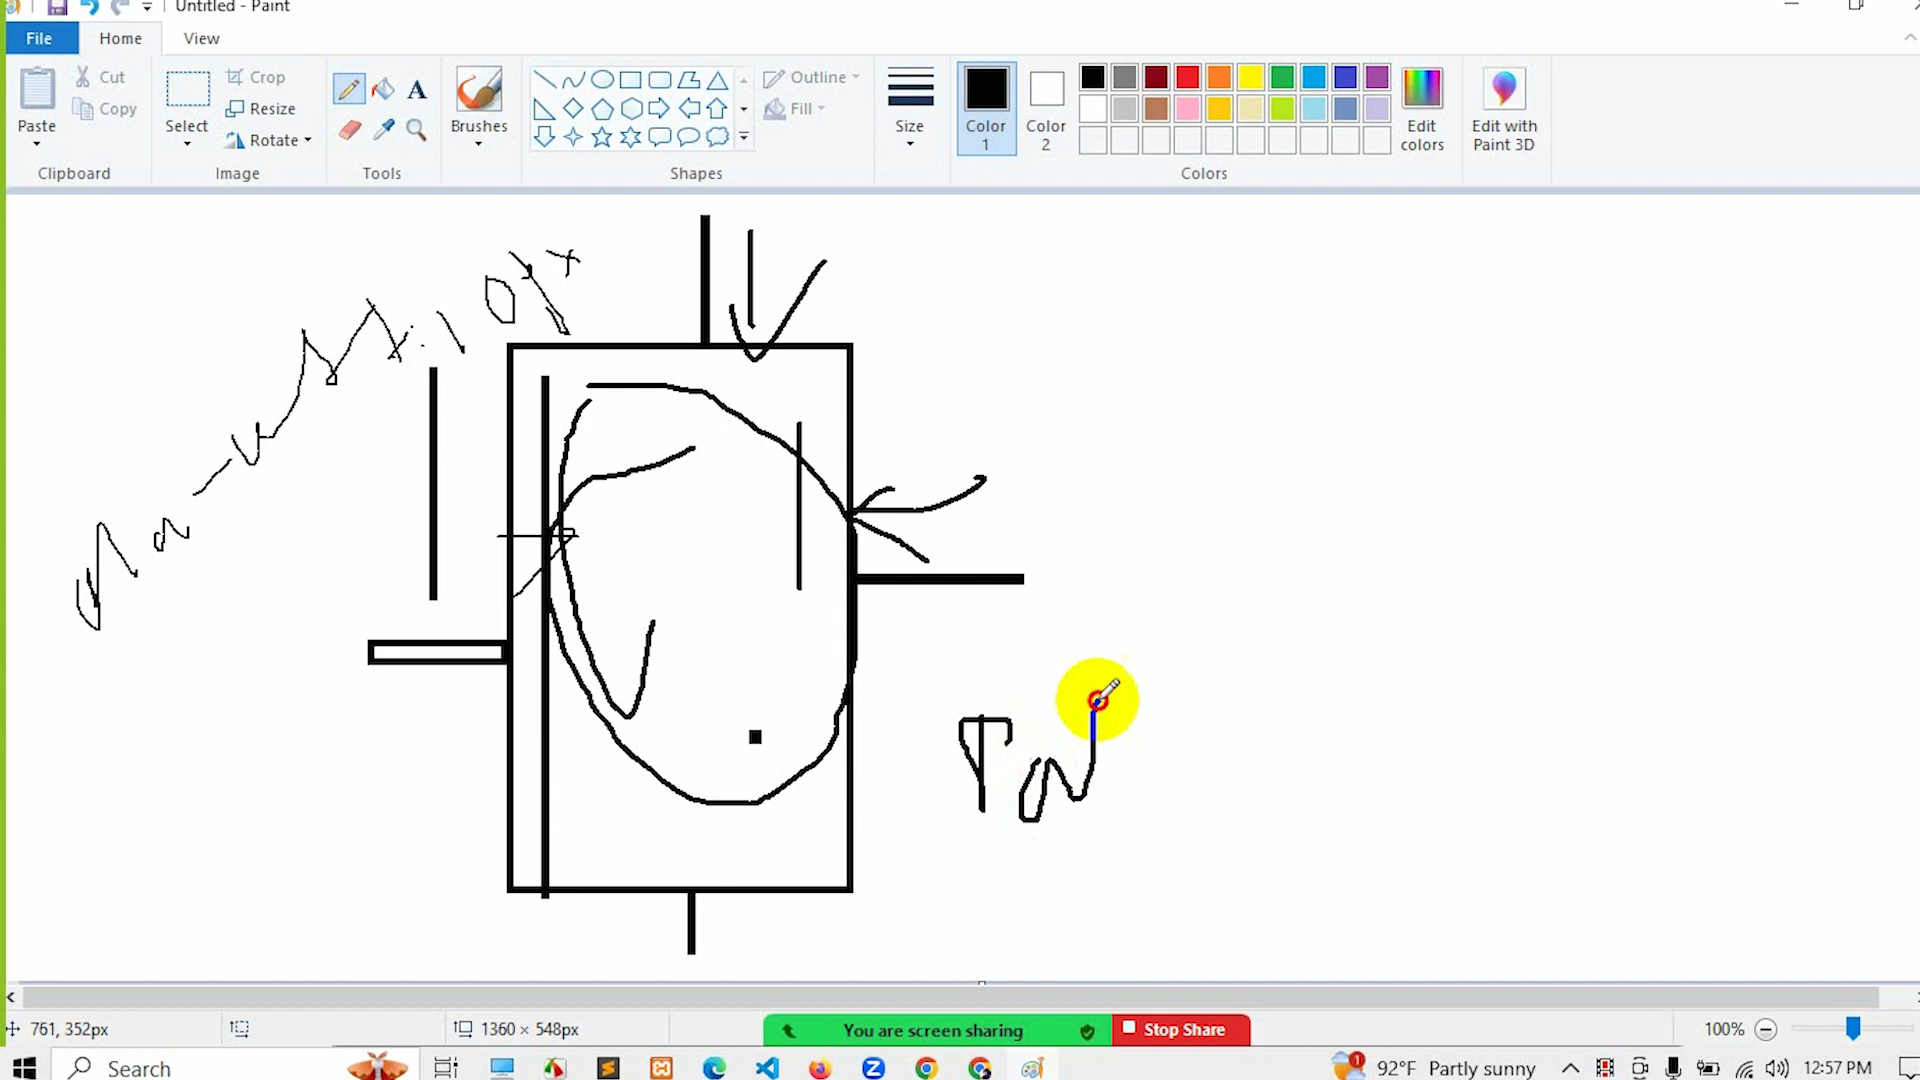 Untitled - Paint
File Home View
Paste
Cut
Copy
Clipboard
Select
Crop
Resize
Rotate
Image
Tools
Brushes
Shapes
Outline
Fill
Size
Color 1
Color 2
Edit colors
Edit with Paint 3D
Colors
761, 352px
1360 × 548px
You are screen sharing
Stop Share
100%
Search
1
92°F Partly sunny
12:57 PM